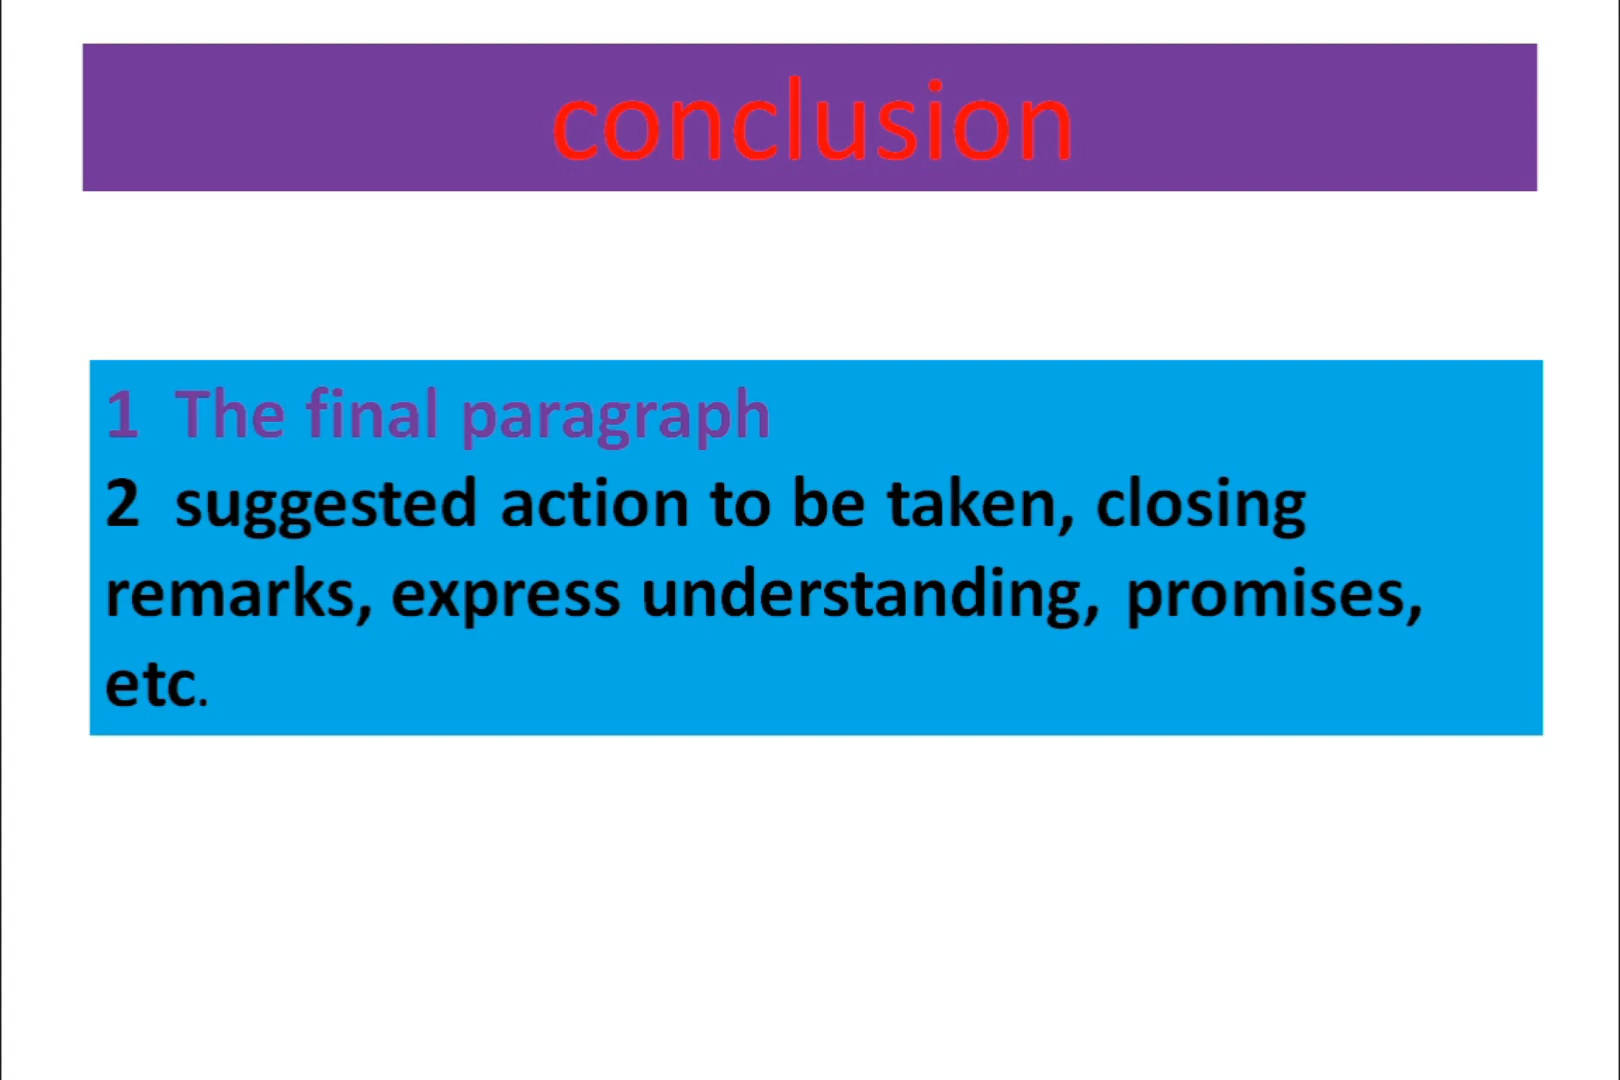 conclusion
1 The final paragraph
2 suggested action to be taken, closing
remarks, express understanding, promises,
etc.